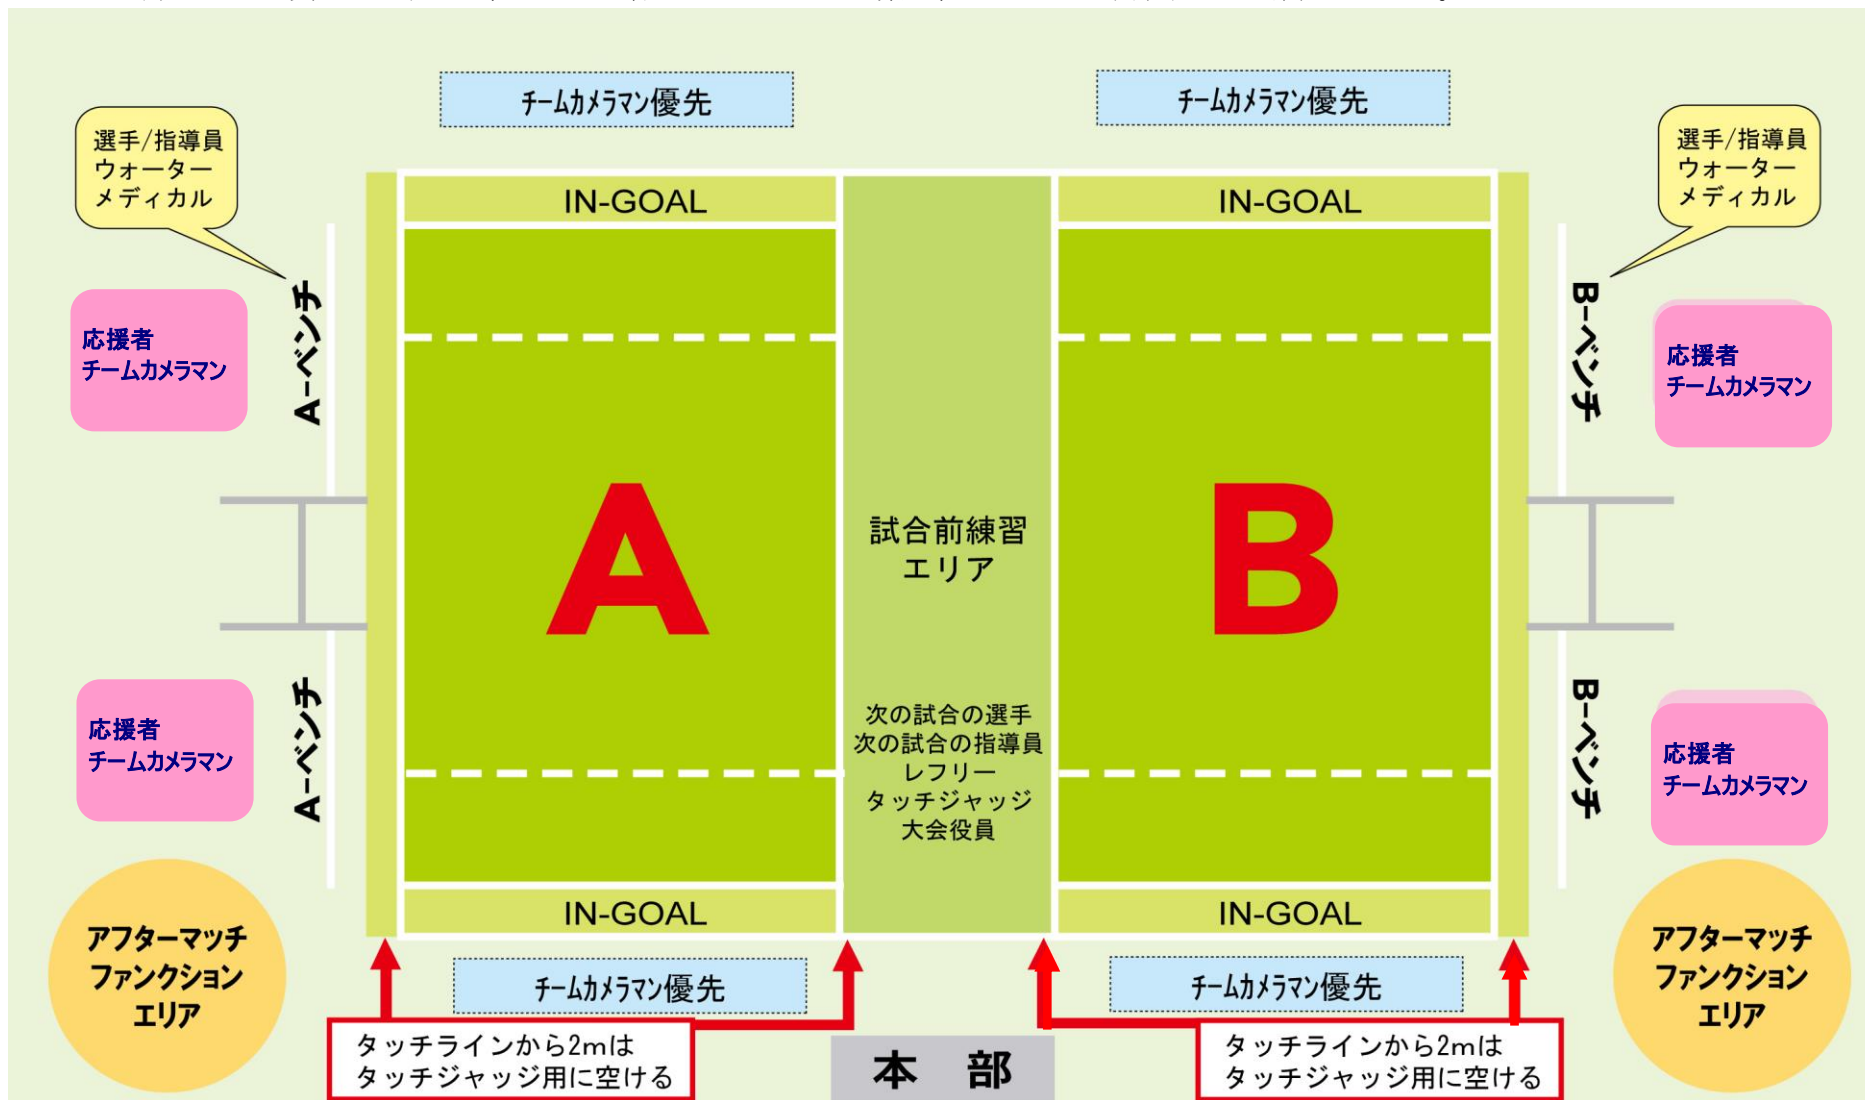 チームカメラマン優先
チームカメラマン優先
選手/指導員
ウォーター
メディカル
選手/指導員
ウォーター
メディカル
IN-GOAL
IN-GOAL
A-ベンチ
B-ベンチ
応援者
チームカメラマン
応援者
チームカメラマン
A
試合前練習
エリア
B
A-ベンチ
B-ベンチ
応援者
チームカメラマン
次の試合の選手
次の試合の指導員
レフリー
タッチジャッジ
大会役員
応援者
チームカメラマン
IN-GOAL
IN-GOAL
アフターマッチ
ファンクション
エリア
アフターマッチ
ファンクション
エリア
チームカメラマン優先
チームカメラマン優先
タッチラインから2mは
タッチジャッジ用に空ける
本 部
タッチラインから2mは
タッチジャッジ用に空ける